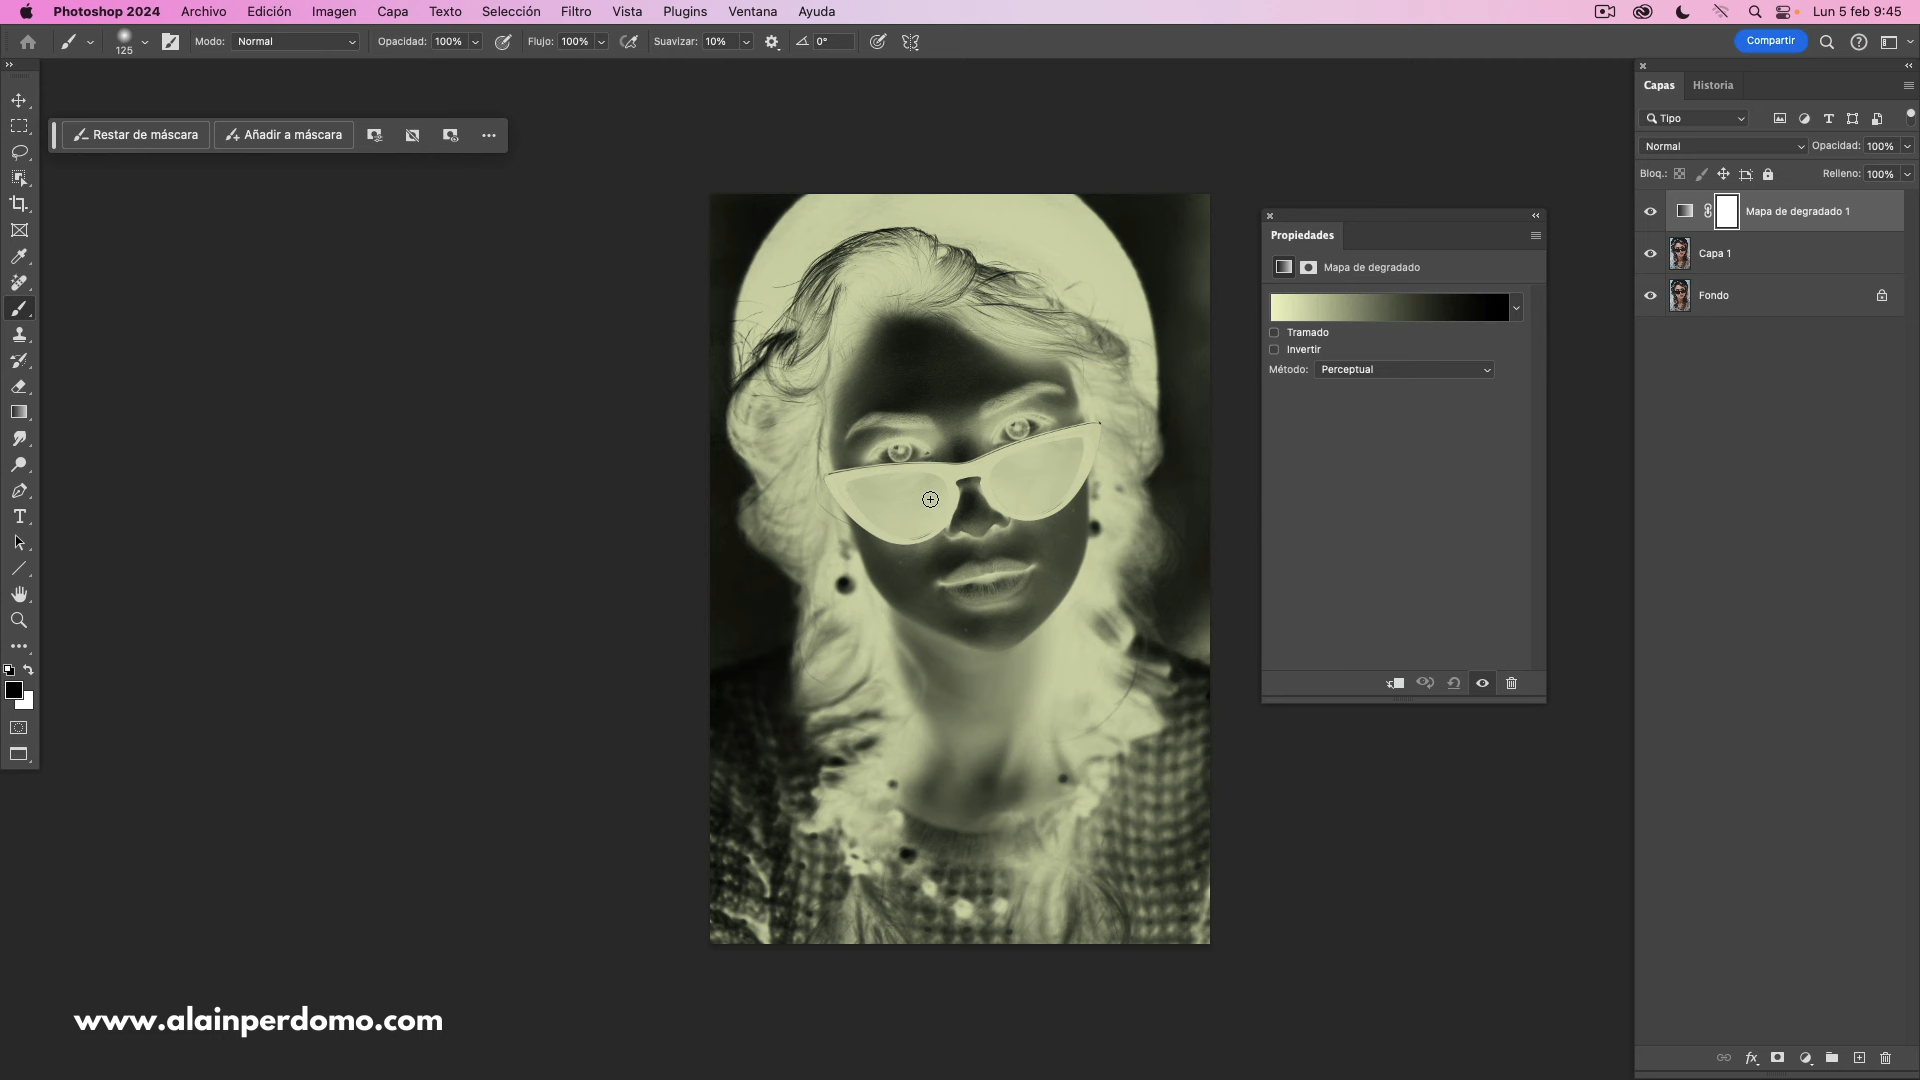 Photoshop 2024 Archivo Edición Imagen Capa Texto Selección Filtro Vista Plugins Ventana Ayuda Lun 5 feb 9:45
125 Modo: Normal Opacidad: 100% Flujo: 100% Suavizar: 10% 0° Compartir
Capas Historia
Restar de máscara Añadir a máscara
Tipo
Normal Opacidad: 100%
Bloq.: Relleno: 100%
Mapa de degradado 1
Capa 1
Fondo
Propiedades
Mapa de degradado
Tramado
Invertir
Método: Perceptual
www.alainperdomo.com